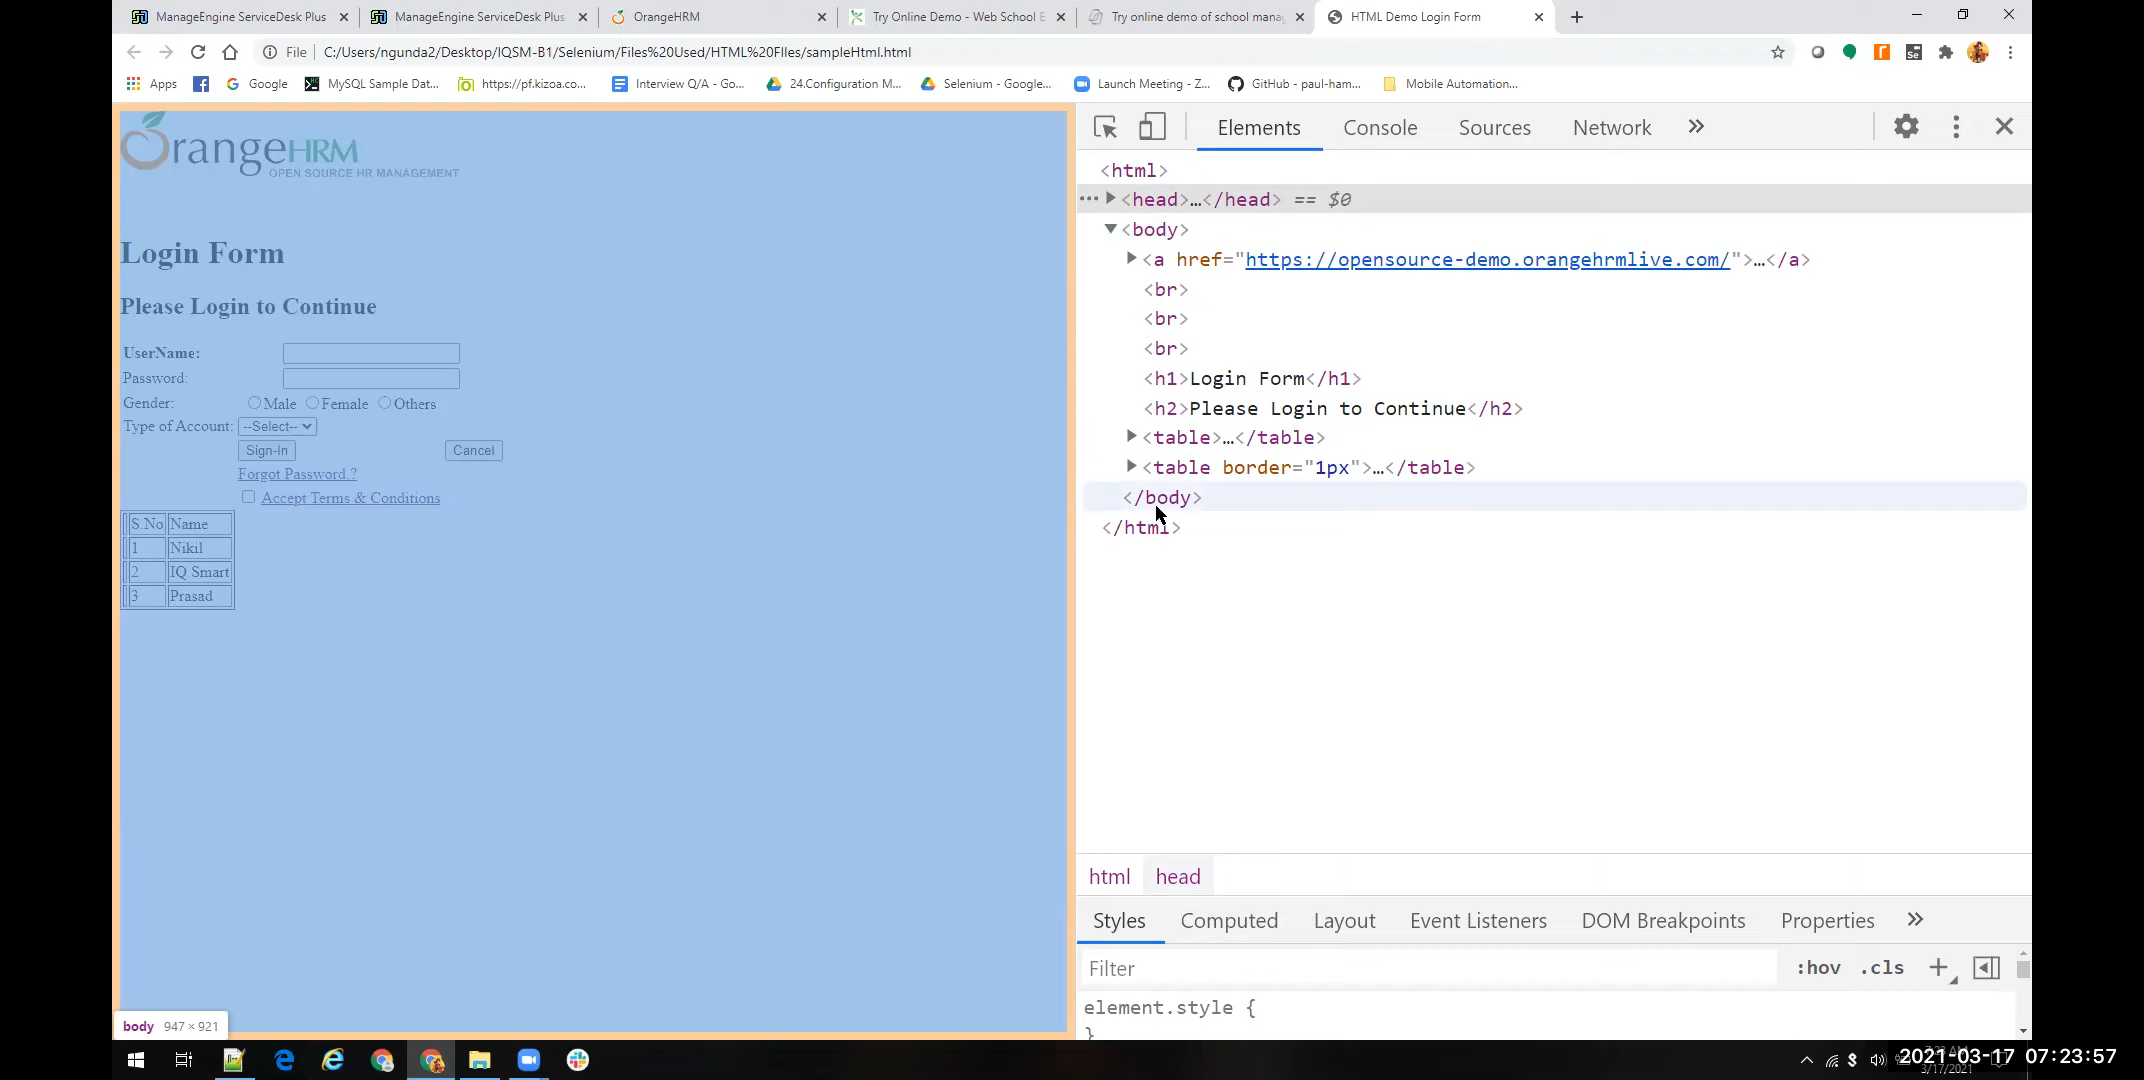 ManageEngine ServiceDesk Plus
ManageEngine ServiceDesk Plus
OrangeHRM
Try Online Demo - Web School E
Try online demo of school mana
HTML Demo Login Form
File
C:/Users/ngunda2/Desktop/IQSM-B1/Selenium/Files%20Used/HTML%20FIles/sampleHtml.html
Apps
Google
MySQL Sample Dat...
https://pf.kizoa.co...
Interview Q/A - Go...
24.Configuration M...
Selenium - Google...
Launch Meeting - Z...
GitHub - paul-ham...
Mobile Automation...
OrangeHRM
OPEN SOURCE HR MANAGEMENT
Login Form
Please Login to Continue
UserName:
Password:
Gender: Male Female Others
Type of Account: --Select--
Sign-In Cancel
Forgot Password.?
Accept Terms & Conditions
S.No Name
1 Nikil
2 IQ Smart
3 Prasad
body 947 × 921
Elements Console Sources Network
<html>
<head>…</head> == $0
<body>
<a href="https://opensource-demo.orangehrmlive.com/">…</a>
<br>
<br>
<br>
<h1>Login Form</h1>
<h2>Please Login to Continue</h2>
<table>…</table>
<table border="1px">…</table>
</body>
</html>
html head
Styles Computed Layout Event Listeners DOM Breakpoints Properties
Filter :hov .cls
element.style {
}
2021-03-17 07:23:57
3/17/2021